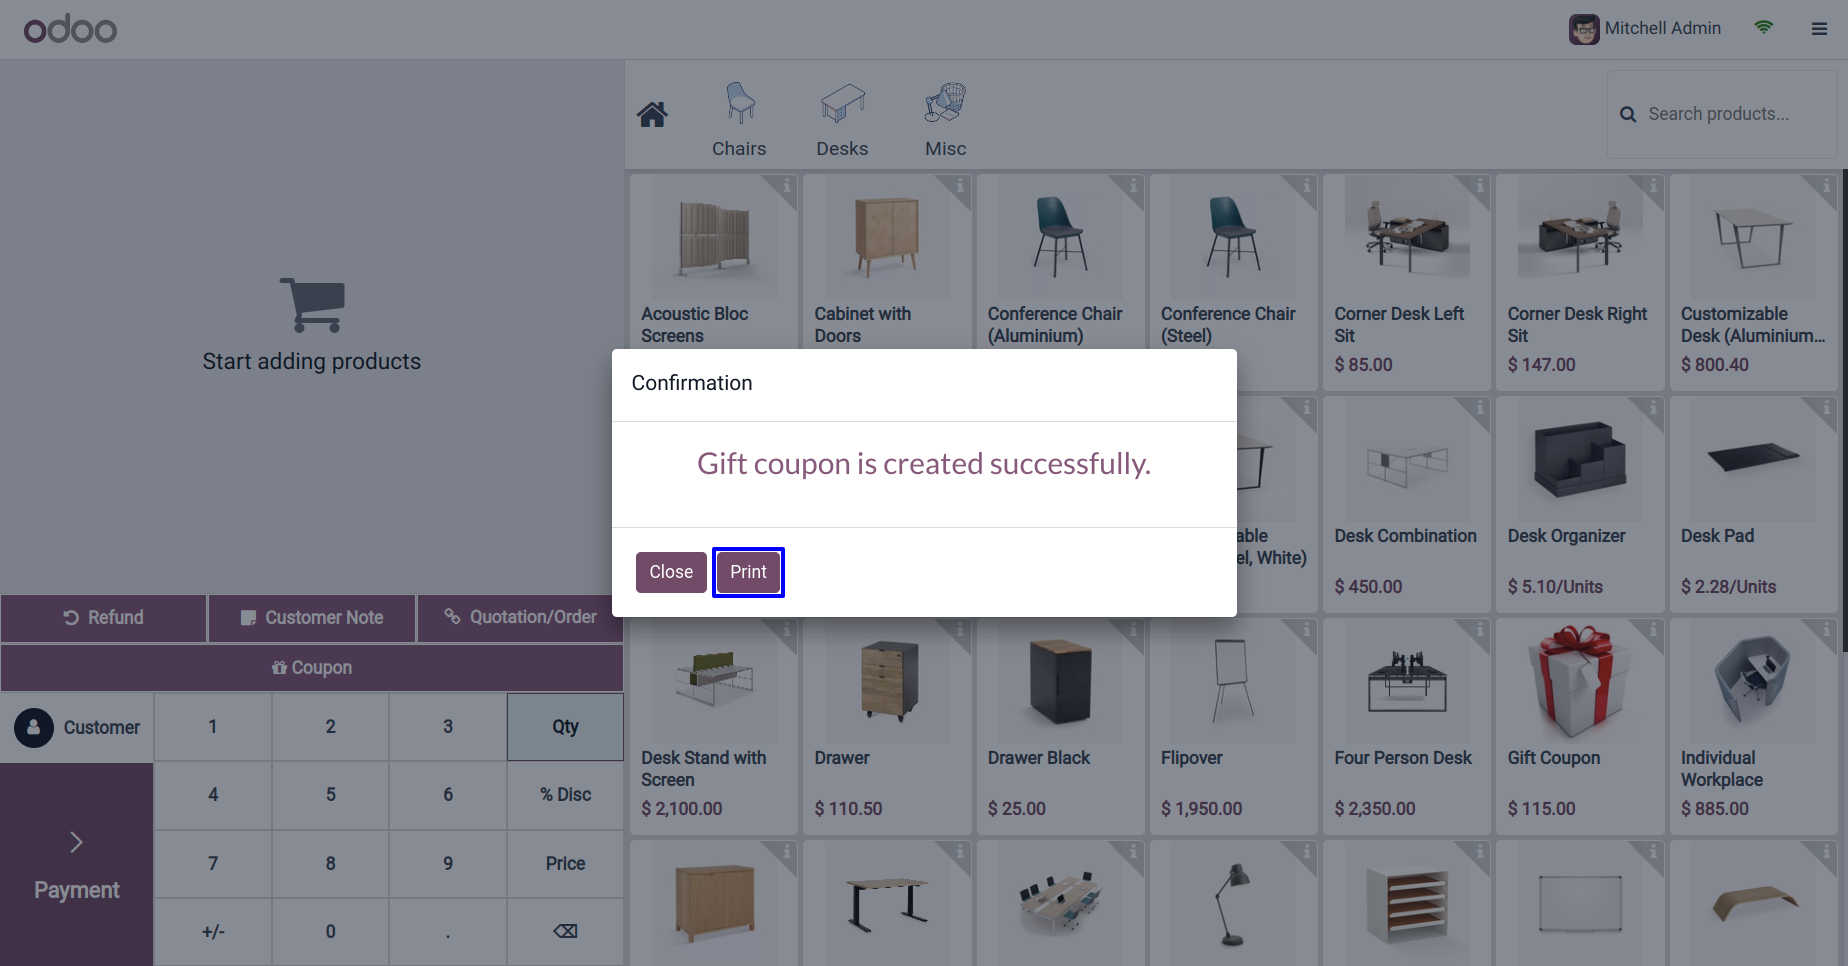 odoo
Mitchell Admin
Chairs
Desks
Misc
Search products...
Start adding products
Acoustic Bloc
Screens
Cabinet with
Doors
Conference Chair
(Aluminium)
Conference Chair
(Steel)
Corner Desk Left
Sit
$ 85.00
Corner Desk Right
Sit
$ 147.00
Customizable
Desk (Aluminium...
$ 800.40
Confirmation
Gift coupon is created successfully.
Close
Print
able
el, White)
Desk Combination
$ 450.00
Desk Organizer
$ 5.10/Units
Desk Pad
$ 2.28/Units
Refund
Customer Note
Quotation/Order
Coupon
Customer
Payment
1
2
3
Qty
4
5
6
% Disc
7
8
9
Price
+/-
0
.
Desk Stand with
Screen
$ 2,100.00
Drawer
$ 110.50
Drawer Black
$ 25.00
Flipover
$ 1,950.00
Four Person Desk
$ 2,350.00
Gift Coupon
$ 115.00
Individual
Workplace
$ 885.00